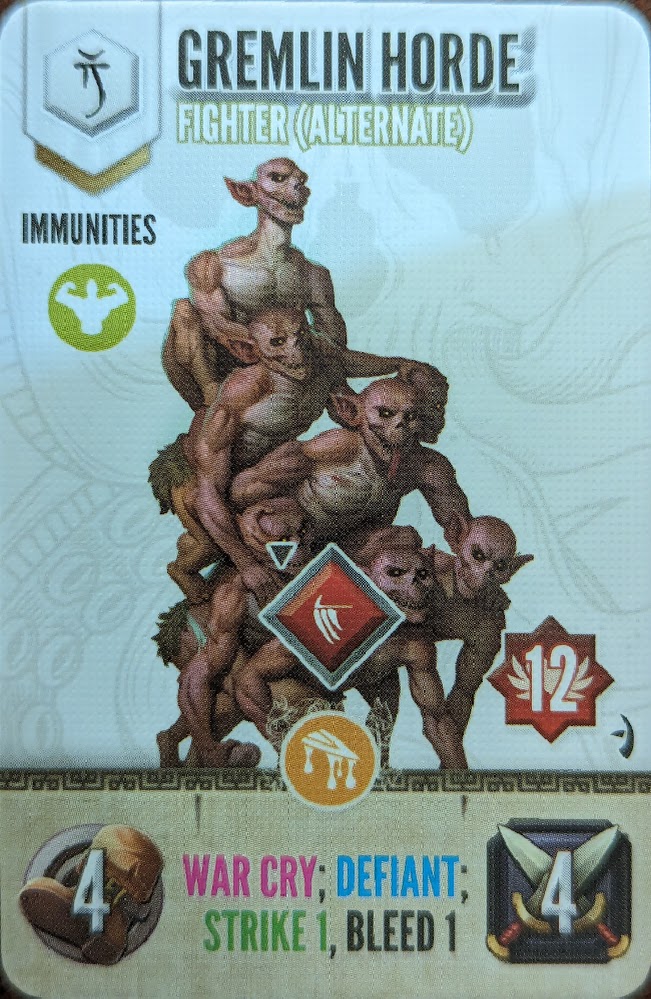 GREMLIN HORDE
FIGHTER (ALTERNATE)
IMMUNITIES
12
4
WAR CRY; DEFIANT;
STRIKE 1, BLEED 1
4